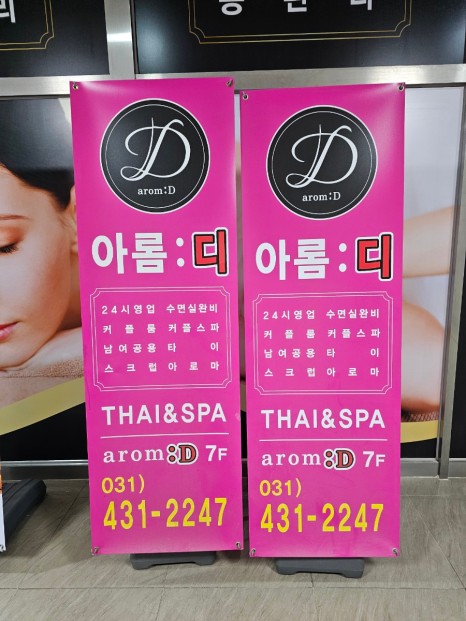 리
승 관 리
D
arom:D
아롬:디
24시영업 수면실완비
커플룸 커플스파
남여공용 타이
스크럽 아로마
THAI&SPA
arom:D 7F
031)
431-2247
D
arom:D
아롬:디
24시영업 수면실완비
커플룸 커플스파
남여공용 타이
스크럽 아로마
THAI&SPA
arom:D 7F
031)
431-2247